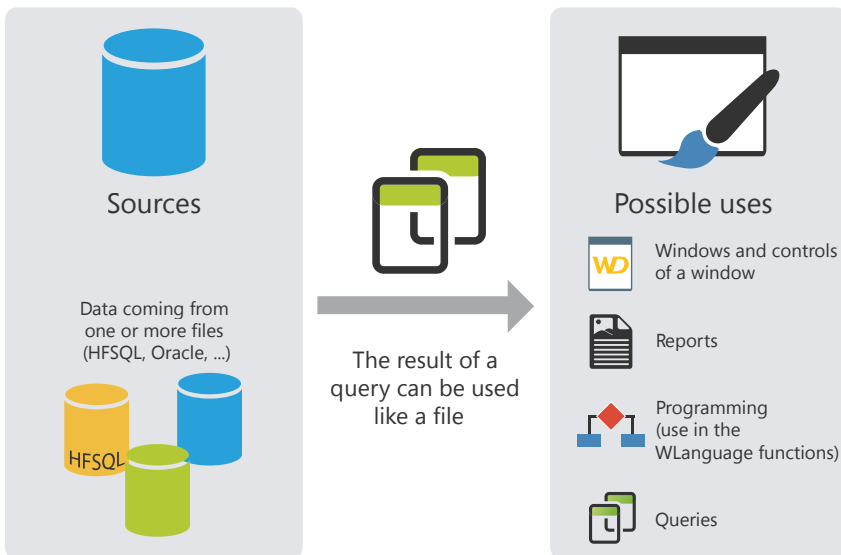 Sources
Data coming from
one or more files
(HFSQL, Oracle, ...)
HFSQL
The result of a
query can be used
like a file
Possible uses
WD
Windows and controls
of a window
Reports
Programming
(use in the
WLanguage functions)
Queries